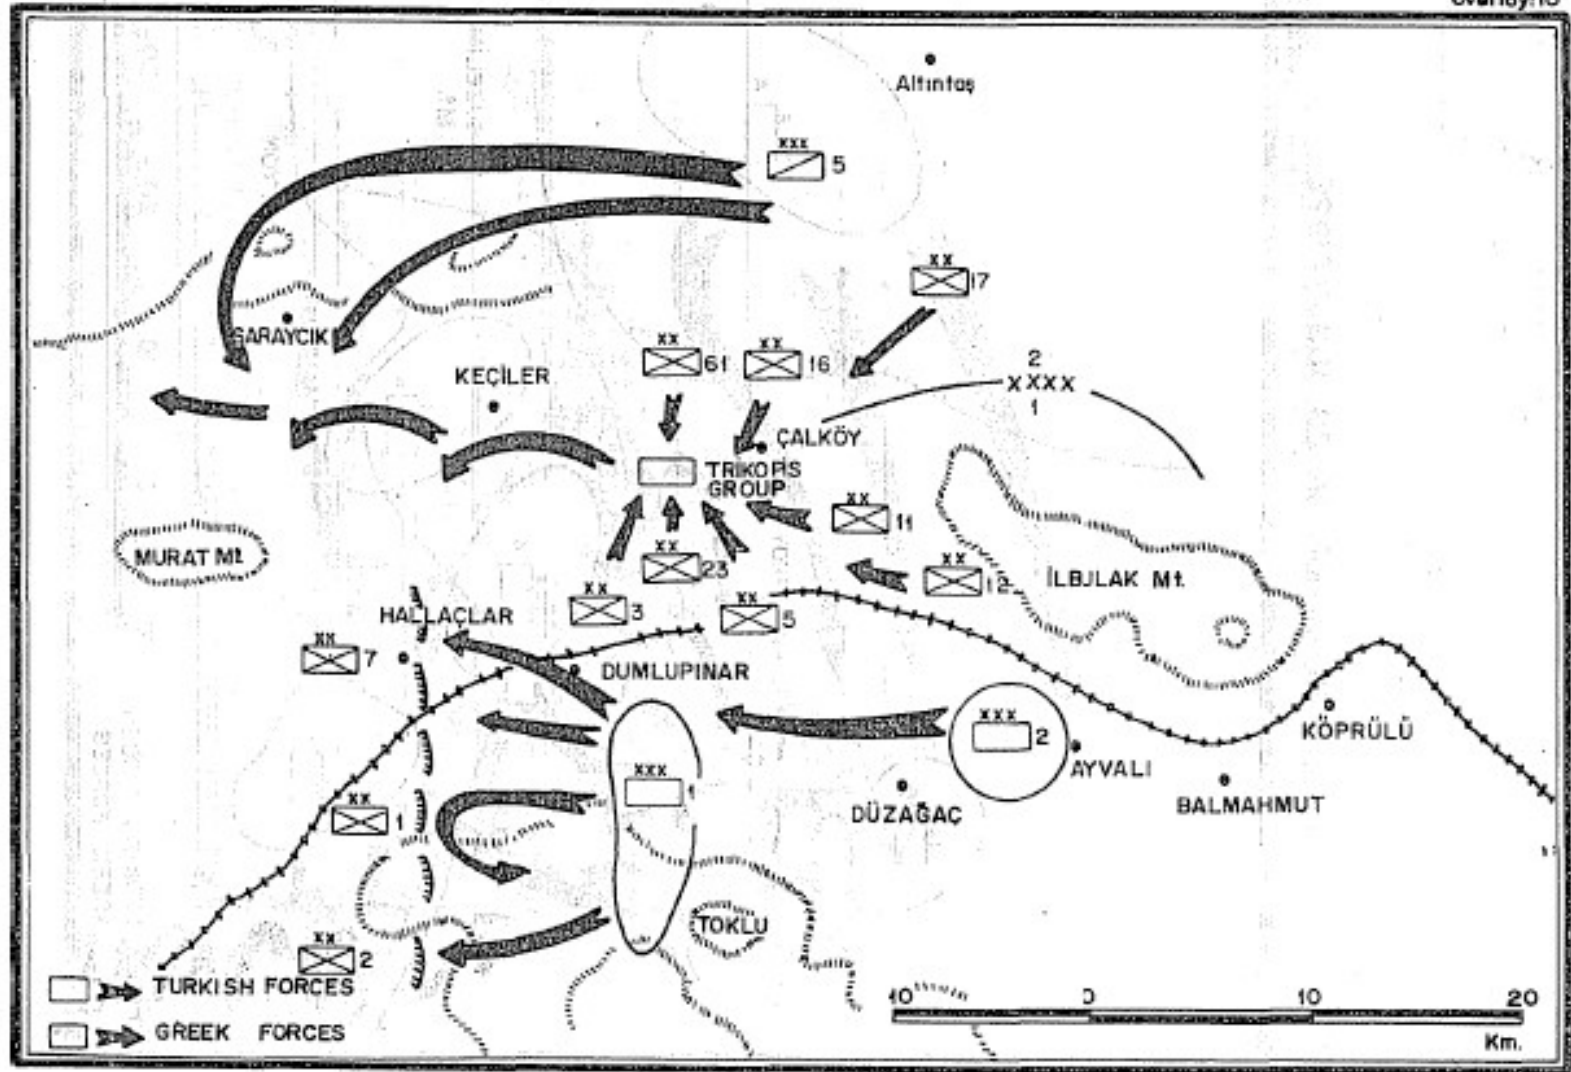 Altıntaş
XXX
5
XX
17
SARAYCIK
XX
61
XX
16
2
XXXX
1
KEÇİLER
ÇALKÖY
TRIKOPIS
GROUP
XX
11
MURAT Mt.
XX
23
XX
1
İLBULAK Mt.
HALLAÇLAR
XX
3
XX
5
XX
7
DUMLUPINAR
XXX
2
KÖPRÜLÜ
AYVALI
XXX
1
DÜZAĞAÇ
BALMAHMUT
XX
1
TOKLU
XX
2
TURKISH FORCES
GREEK FORCES
10 0 10 20
Km.